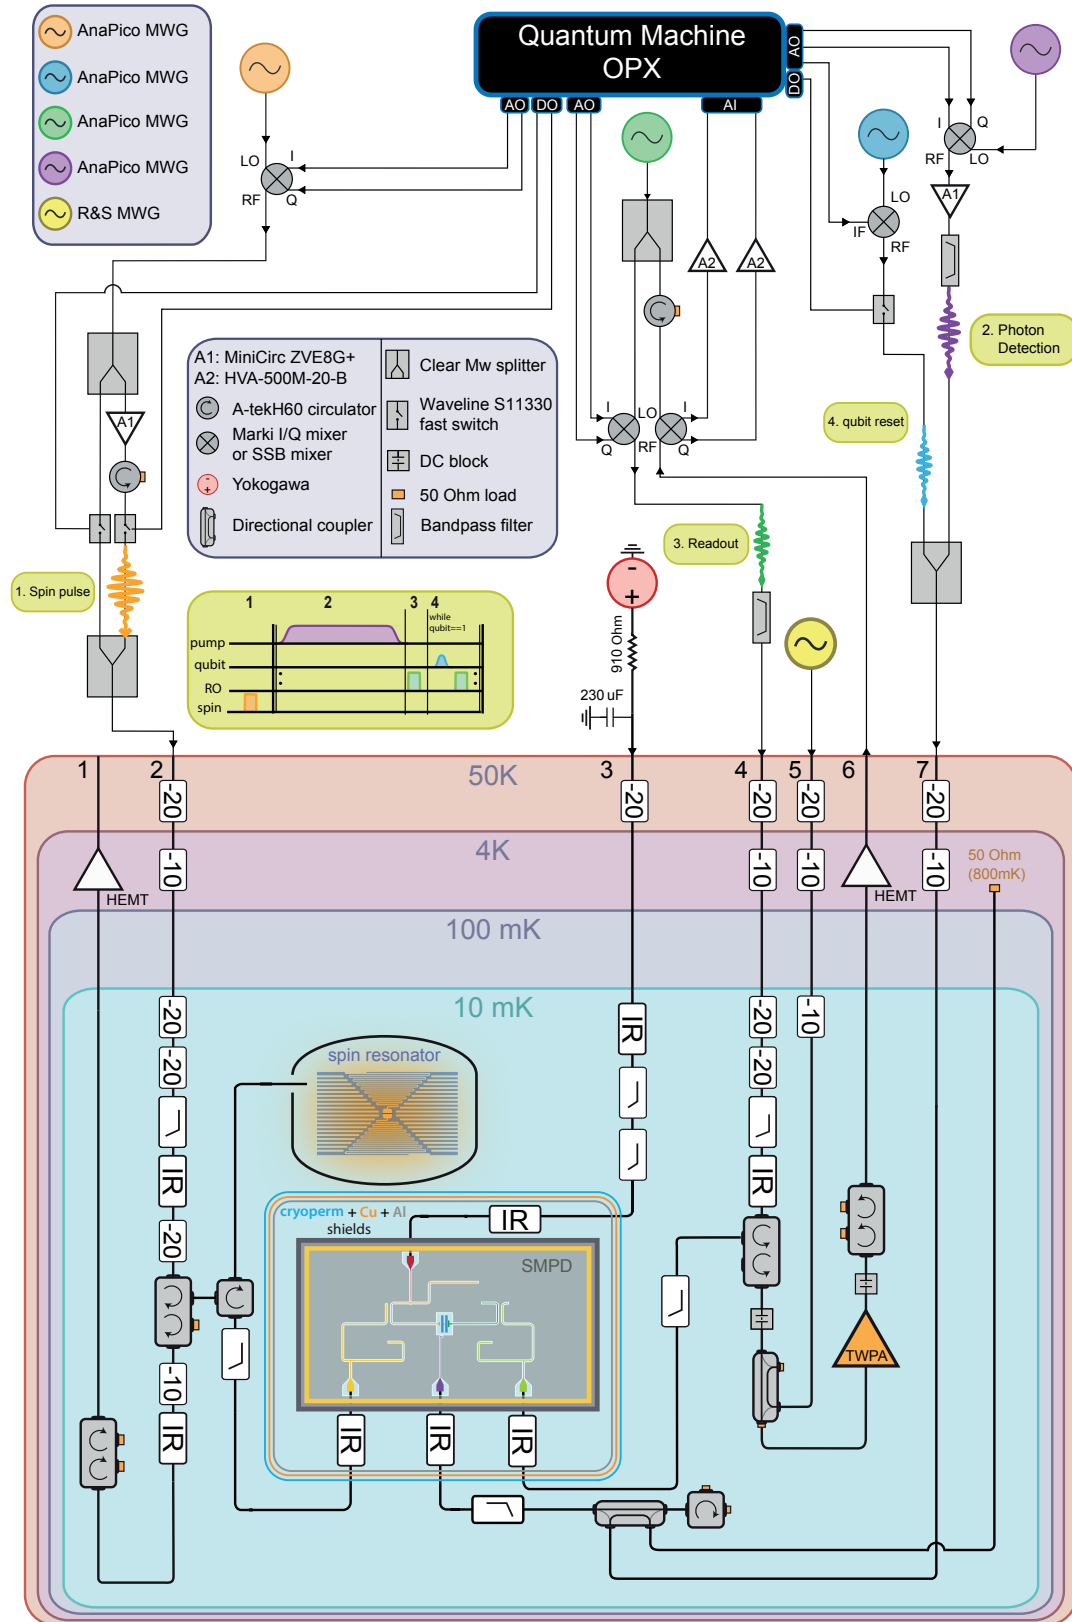 AnaPico MWG
AnaPico MWG
AnaPico MWG
AnaPico MWG
R&S MWG
Quantum Machine
OPX
AO
DO
AO
AI
AO
DO
LO
I
RF
Q
I
Q
RF
LO
LO
IF
RF
A1
A2
A2
A1
LO
I
I
RF
Q
Q
2. Photon
Detection
4. qubit reset
3. Readout
1. Spin pulse
A1: MiniCirc ZVE8G+
A2: HVA-500M-20-B
A-tekH60 circulator
Marki I/Q mixer
or SSB mixer
Yokogawa
Directional coupler
Clear Mw splitter
Waveline S11330
fast switch
DC block
50 Ohm load
Bandpass filter
1
2
3
4
while
qubit==1
pump
qubit
RO
spin
-
+
910 Ohm
230 uF
1
2
3
4
5
6
7
50K
-20
-20
-20
-20
-20
4K
-10
-10
-10
-10
HEMT
HEMT
50 Ohm
(800mK)
100 mK
10 mK
-20
-20
IR
-20
-10
IR
IR
-20
-20
IR
-10
spin resonator
cryoperm + Cu + Al
shields
IR
SMPD
IR
IR
IR
TWPA